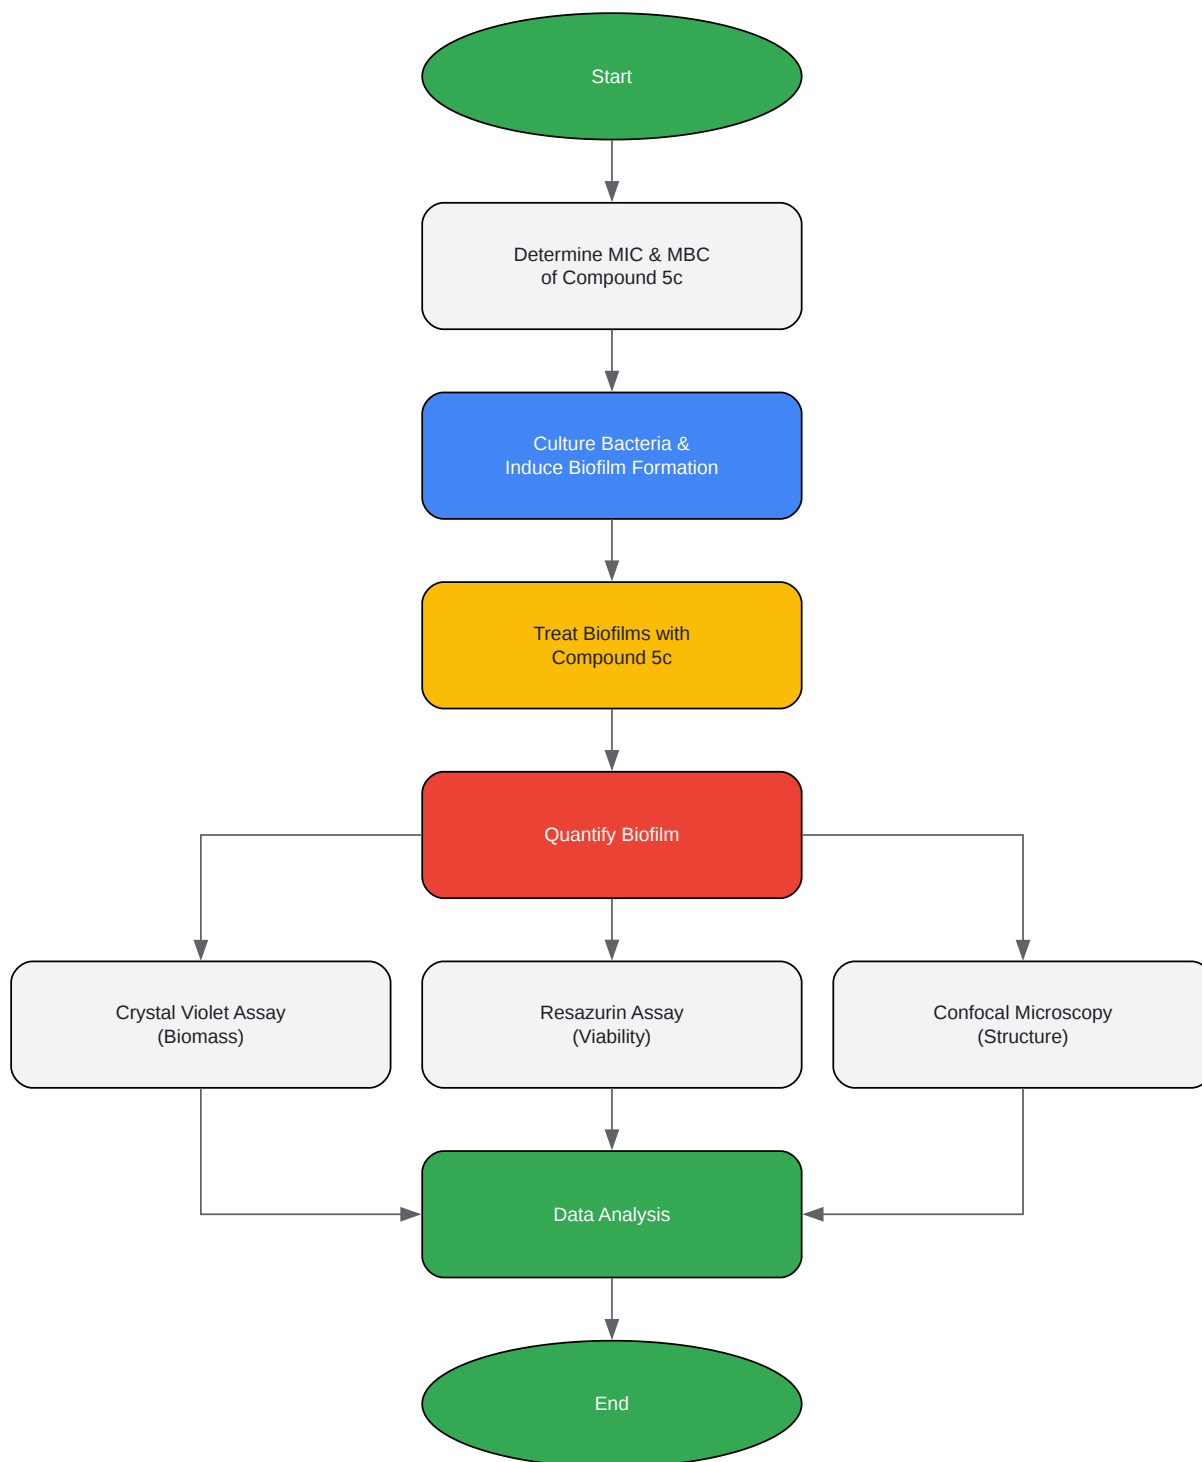 Start
Determine MIC & MBC
of Compound 5c
Culture Bacteria &
Induce Biofilm Formation
Treat Biofilms with
Compound 5c
Quantify Biofilm
Crystal Violet Assay
(Biomass)
Resazurin Assay
(Viability)
Confocal Microscopy
(Structure)
Data Analysis
End